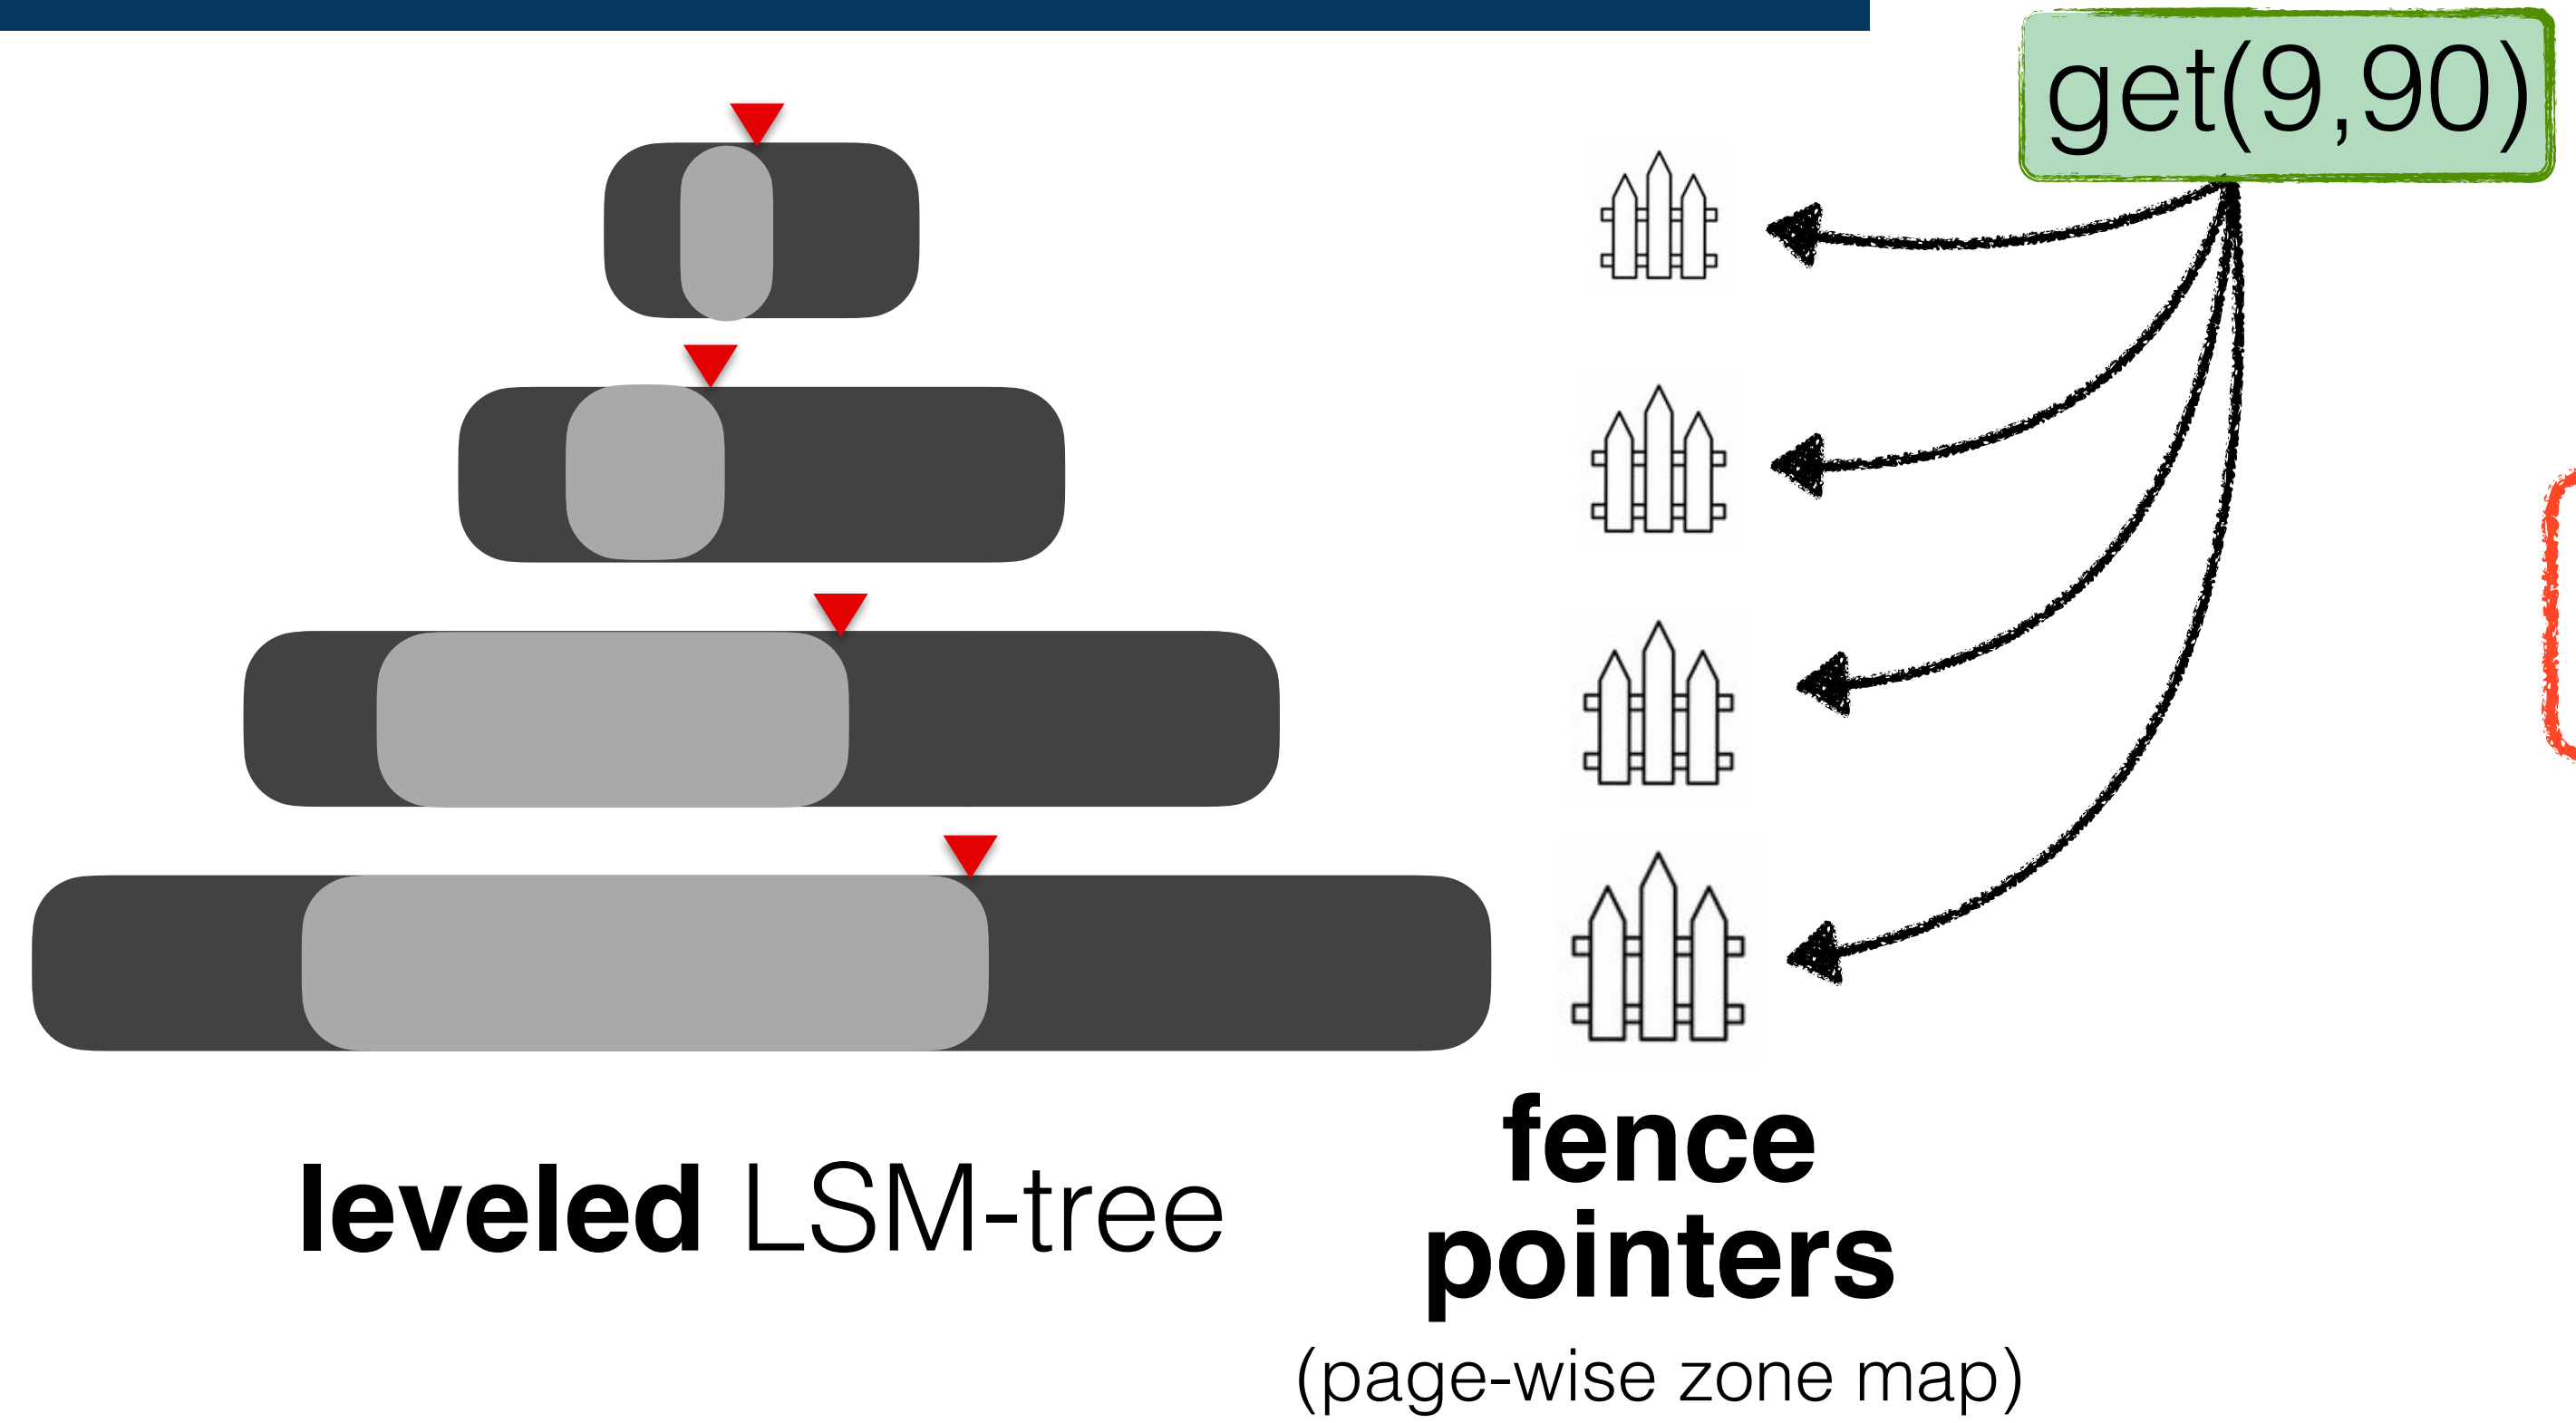 get(9,90)
leveled LSM-tree
fence
pointers
(page-wise zone map)